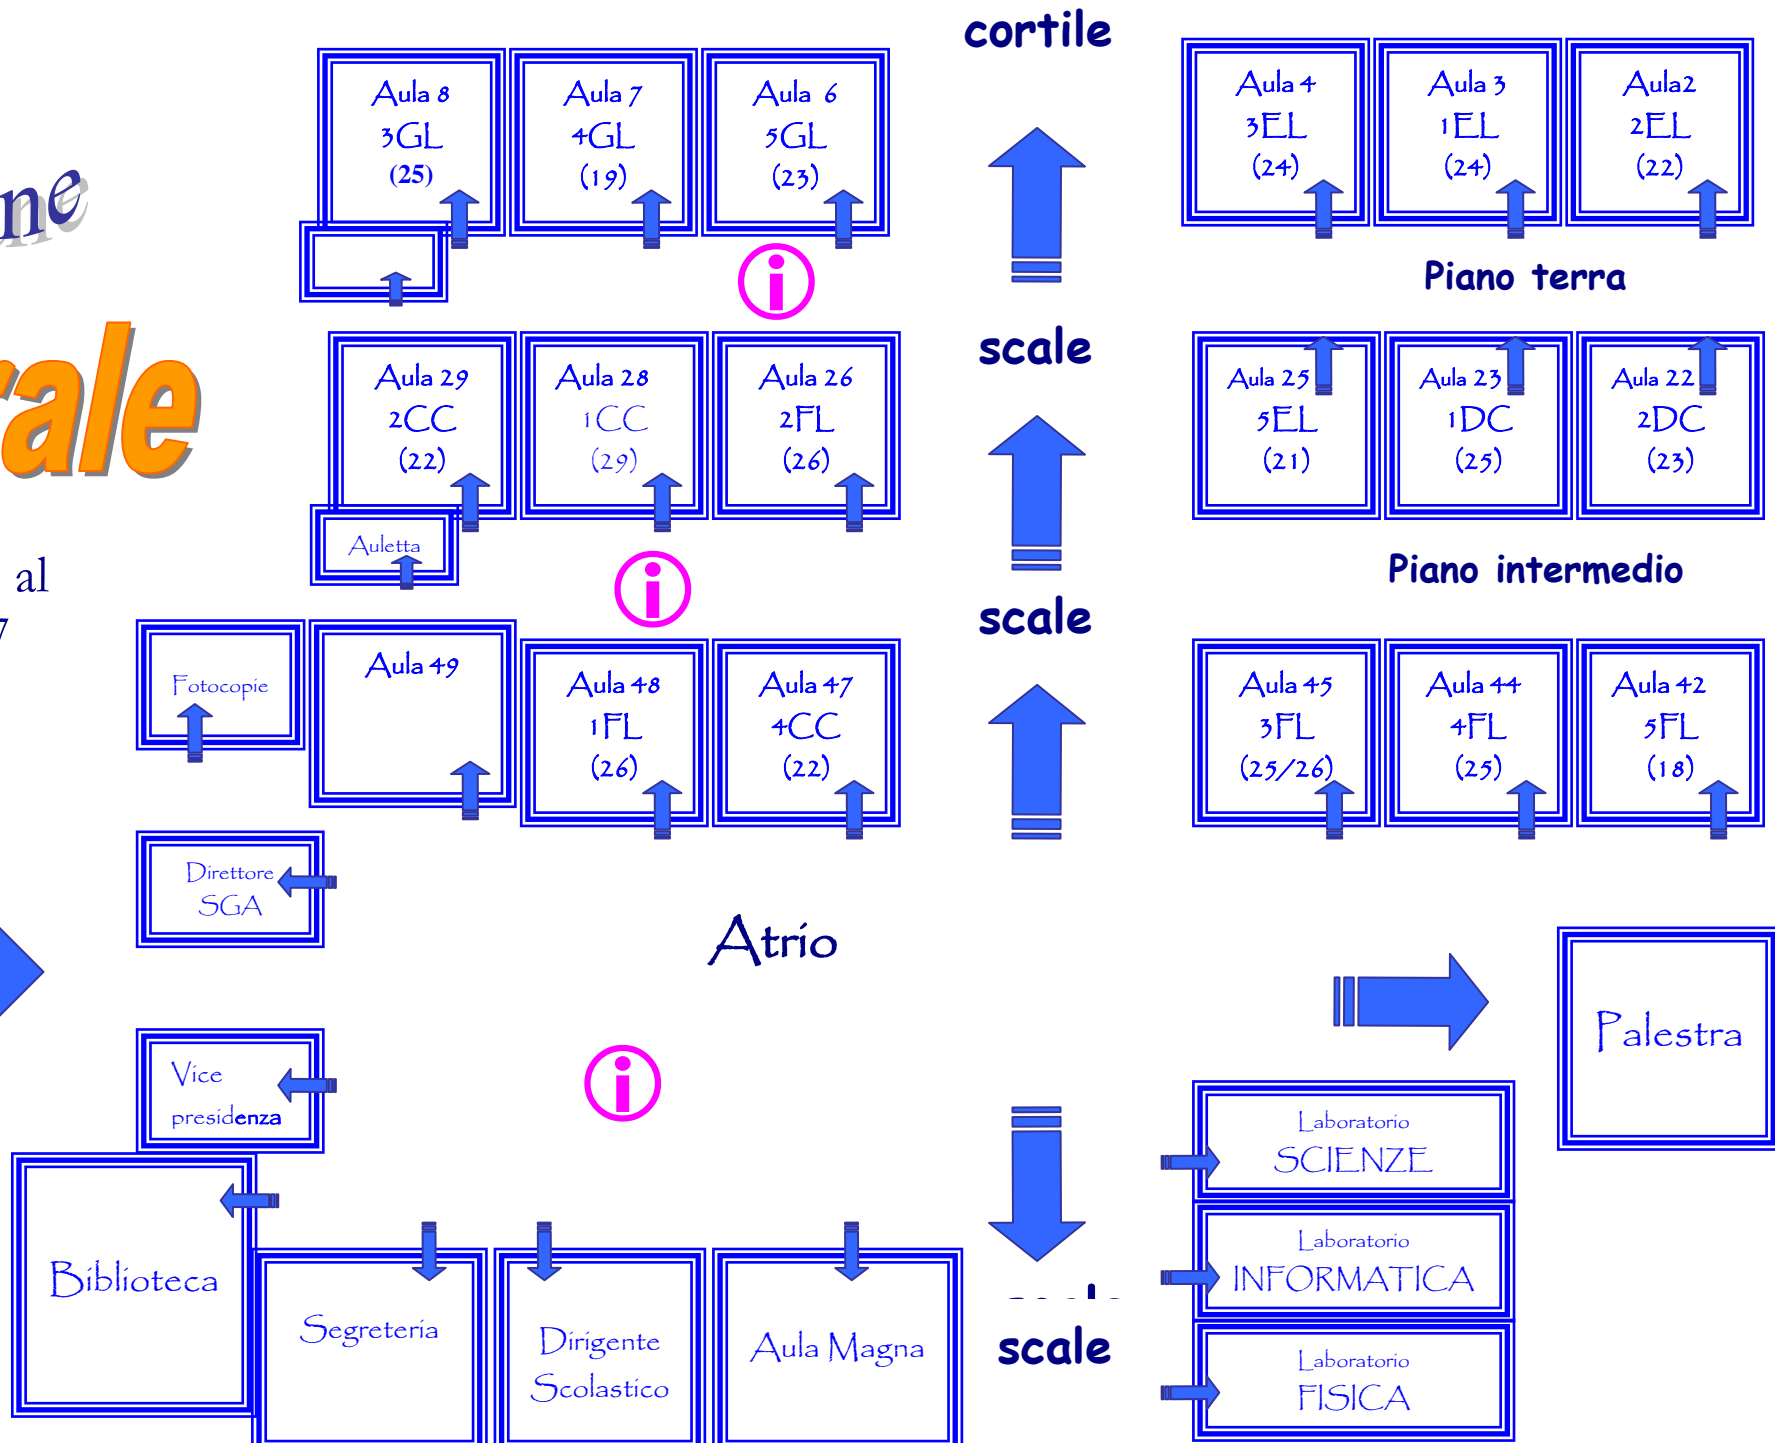 cortile
Aula 8
3GL
(25)
Aula 7
4GL
(19)
Aula 6
5GL
(23)
Aula 4
3EL
(24)
Aula 3
1EL
(24)
Aula2
2EL
(22)
Piano terra
scale
Aula 29
2CC
(22)
Aula 28
1CC
(29)
Aula 26
2FL
(26)
Aula 25
5EL
(21)
Aula 23
1DC
(25)
Aula 22
2DC
(23)
Auletta
al
Piano intermedio
scale
Fotocopie
Aula 49
Aula 48
1FL
(26)
Aula 47
4CC
(22)
Aula 45
3FL
(25/26)
Aula 44
4FL
(25)
Aula 42
5FL
(18)
Direttore
SGA
Atrio
Palestra
Vice
presidenza
Laboratorio
SCIENZE
Laboratorio
INFORMATICA
Laboratorio
FISICA
Biblioteca
Segreteria
Dirigente
Scolastico
Aula Magna
scale